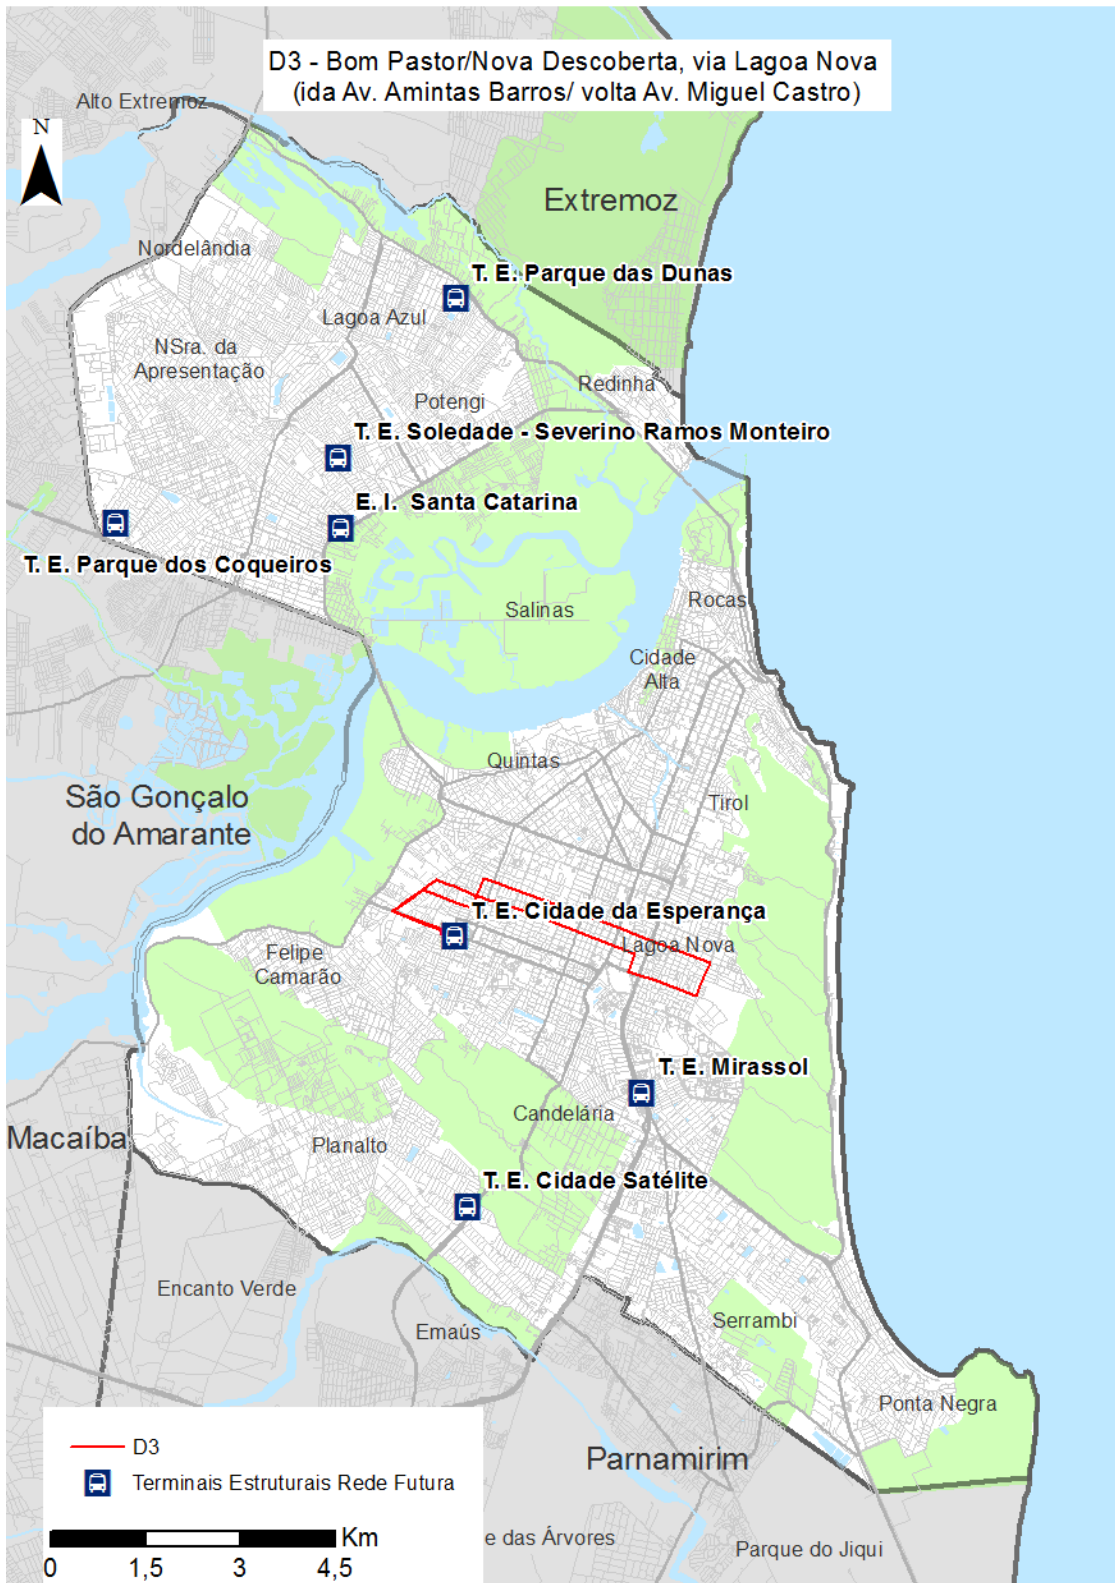 D3 - Bom Pastor/Nova Descoberta, via Lagoa Nova
(ida Av. Amintas Barros/ volta Av. Miguel Castro)
Alto Extremoz
N
Extremoz
Nordelândia
T. E. Parque das Dunas
Lagoa Azul
NSra. da
Apresentação
Redinha
Potengi
T. E. Soledade - Severino Ramos Monteiro
E. I. Santa Catarina
T. E. Parque dos Coqueiros
Rocas
Salinas
Cidade
Alta
Quintas
São Gonçalo
do Amarante
Tirol
T. E. Cidade da Esperança
Lagoa Nova
Felipe
Camarão
T. E. Mirassol
Candelária
Macaíba
Planalto
T. E. Cidade Satélite
Encanto Verde
Emaús
Serrambi
Ponta Negra
Parnamirim
D3
Terminais Estruturais Rede Futura
Km
0 1,5 3 4,5
e das Árvores
Parque do Jiqui